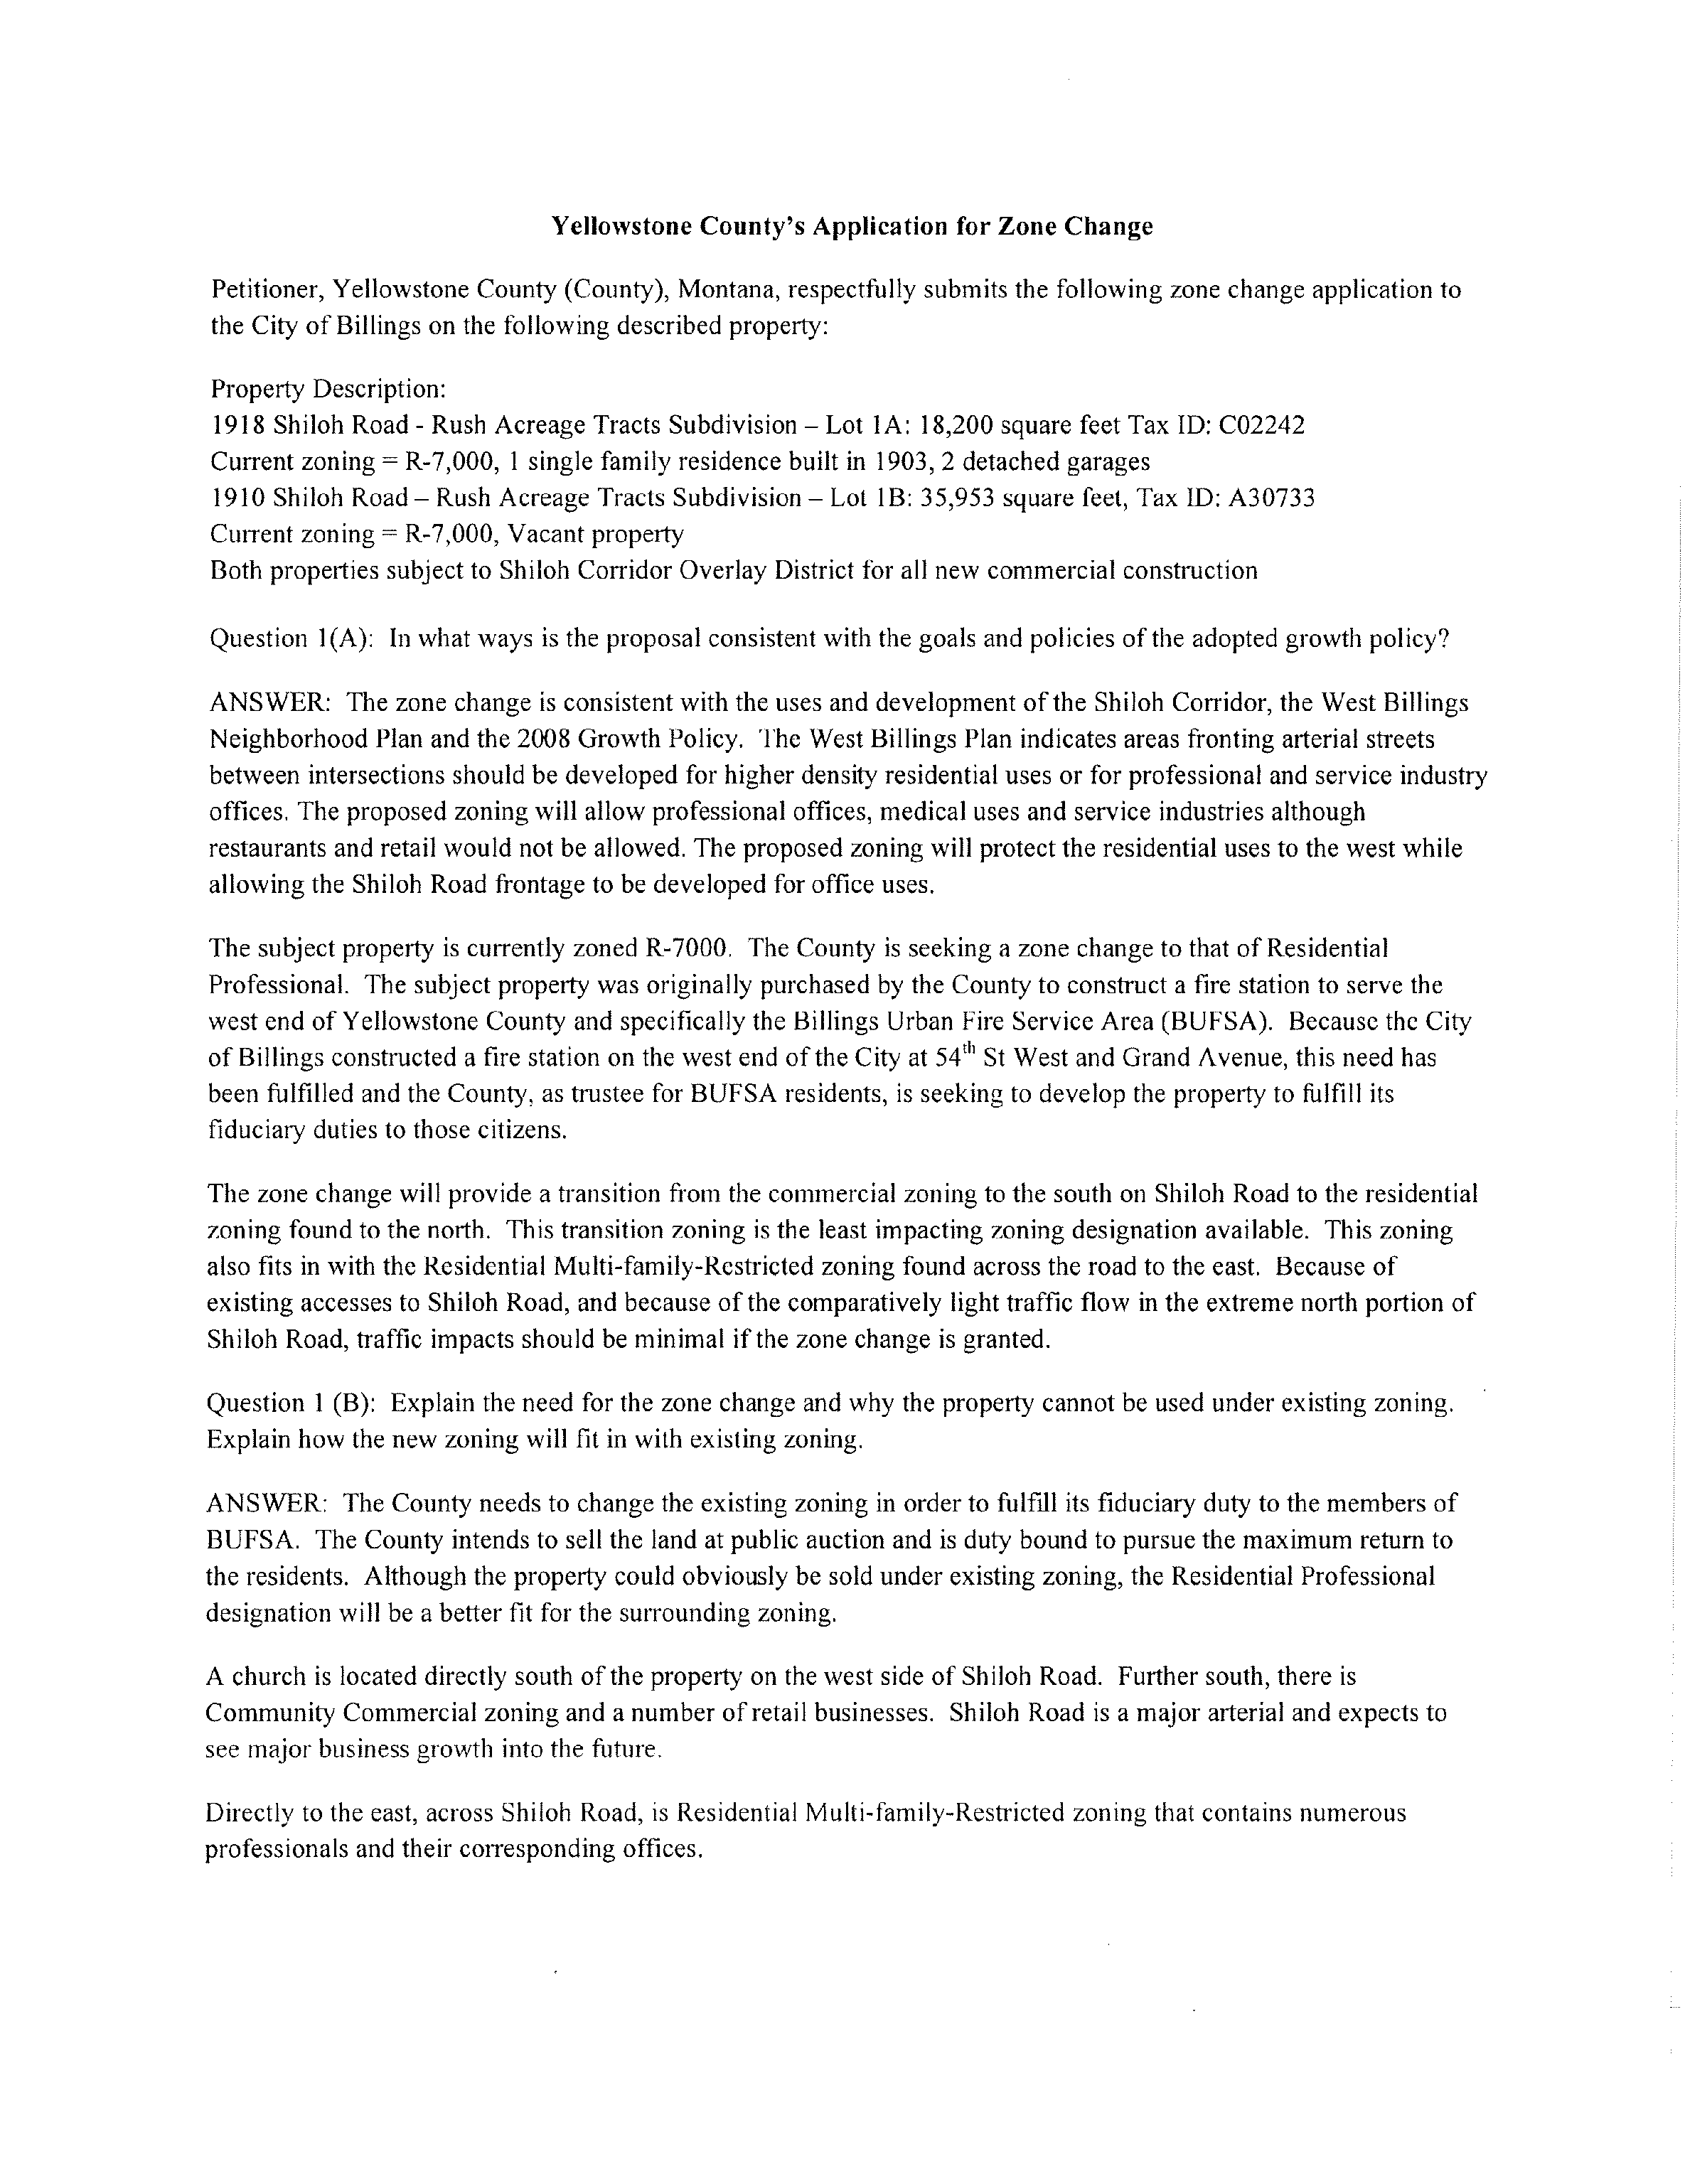 Yellowstone County's Application for Zone Change
Petitioner, Yellowstone County (County), Montana, respectfully submits the following zone change application to
the City of Billings on the following described property:
Property Description:
1918 Shiloh Road - Rush Acreage Tracts Subdivision – Lot 1A: 18,200 square feet Tax ID: C02242
Current zoning = R-7,000, 1 single family residence built in 1903, 2 detached garages
1910 Shiloh Road – Rush Acreage Tracts Subdivision – Lot 1B: 35,953 square feet, Tax ID: A30733
Current zoning = R-7,000, Vacant property
Both properties subject to Shiloh Corridor Overlay District for all new commercial construction
Question 1(A): In what ways is the proposal consistent with the goals and policies of the adopted growth policy?
ANSWER: The zone change is consistent with the uses and development of the Shiloh Corridor, the West Billings
Neighborhood Plan and the 2008 Growth Policy. The West Billings Plan indicates areas fronting arterial streets
between intersections should be developed for higher density residential uses or for professional and service industry
offices. The proposed zoning will allow professional offices, medical uses and service industries although
restaurants and retail would not be allowed. The proposed zoning will protect the residential uses to the west while
allowing the Shiloh Road frontage to be developed for office uses.
The subject property is currently zoned R-7000. The County is seeking a zone change to that of Residential
Professional. The subject property was originally purchased by the County to construct a fire station to serve the
west end of Yellowstone County and specifically the Billings Urban Fire Service Area (BUFSA). Because the City
of Billings constructed a fire station on the west end of the City at 54th St West and Grand Avenue, this need has
been fulfilled and the County, as trustee for BUFSA residents, is seeking to develop the property to fulfill its
fiduciary duties to those citizens.
The zone change will provide a transition from the commercial zoning to the south on Shiloh Road to the residential
zoning found to the north. This transition zoning is the least impacting zoning designation available. This zoning
also fits in with the Residential Multi-family-Restricted zoning found across the road to the east. Because of
existing accesses to Shiloh Road, and because of the comparatively light traffic flow in the extreme north portion of
Shiloh Road, traffic impacts should be minimal if the zone change is granted.
Question 1 (B): Explain the need for the zone change and why the property cannot be used under existing zoning.
Explain how the new zoning will fit in with existing zoning.
ANSWER: The County needs to change the existing zoning in order to fulfill its fiduciary duty to the members of
BUFSA. The County intends to sell the land at public auction and is duty bound to pursue the maximum return to
the residents. Although the property could obviously be sold under existing zoning, the Residential Professional
designation will be a better fit for the surrounding zoning.
A church is located directly south of the property on the west side of Shiloh Road. Further south, there is
Community Commercial zoning and a number of retail businesses. Shiloh Road is a major arterial and expects to
see major business growth into the future.
Directly to the east, across Shiloh Road, is Residential Multi-family-Restricted zoning that contains numerous
professionals and their corresponding offices.